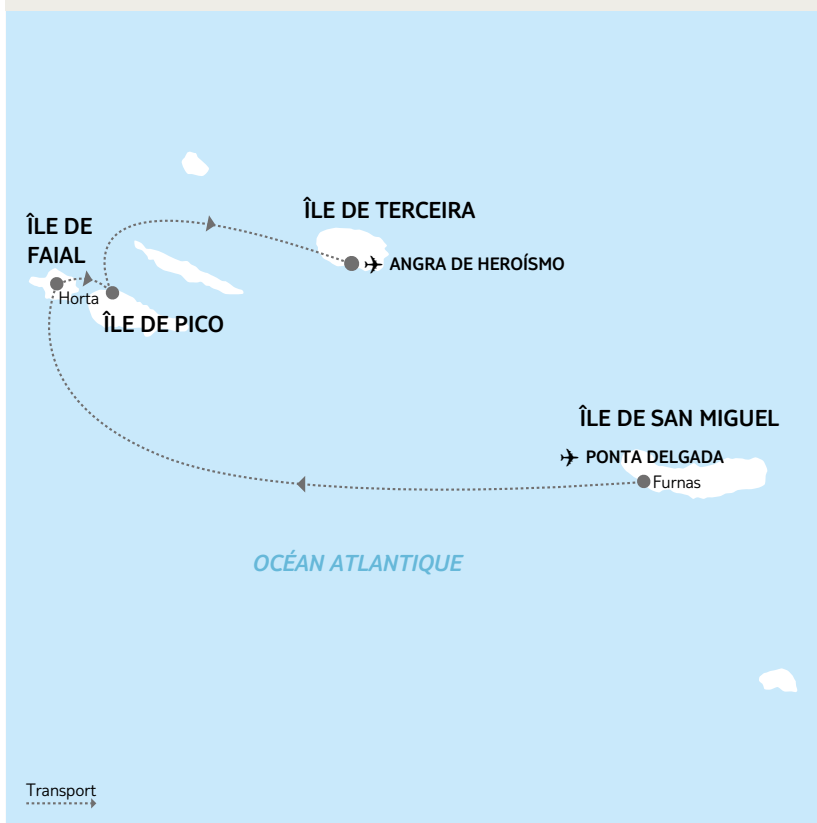 ÎLE DE TERCEIRA
ÎLE DE
FAIAL
ANGRA DE HEROÍSMO
Horta
ÎLE DE PICO
ÎLE DE SAN MIGUEL
PONTA DELGADA
Furnas
OCÉAN ATLANTIQUE
Transport